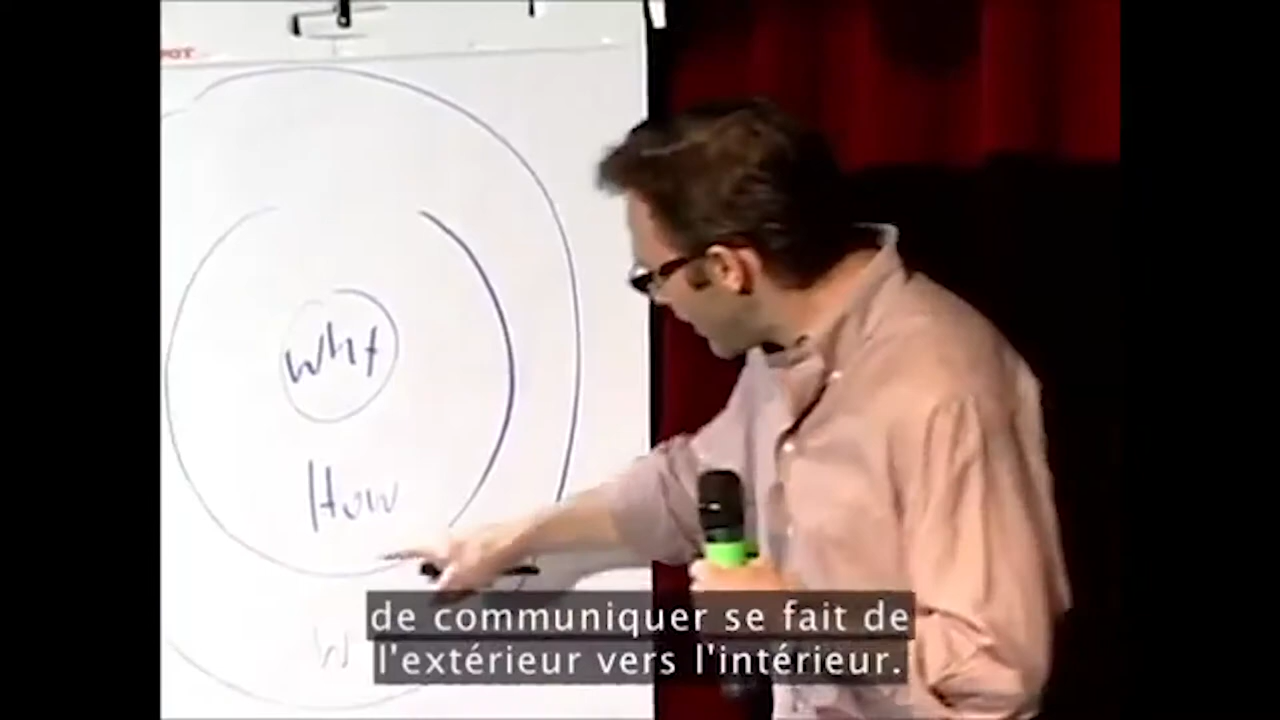 Why
How
W
de communiquer se fait de
l'extérieur vers l'intérieur.